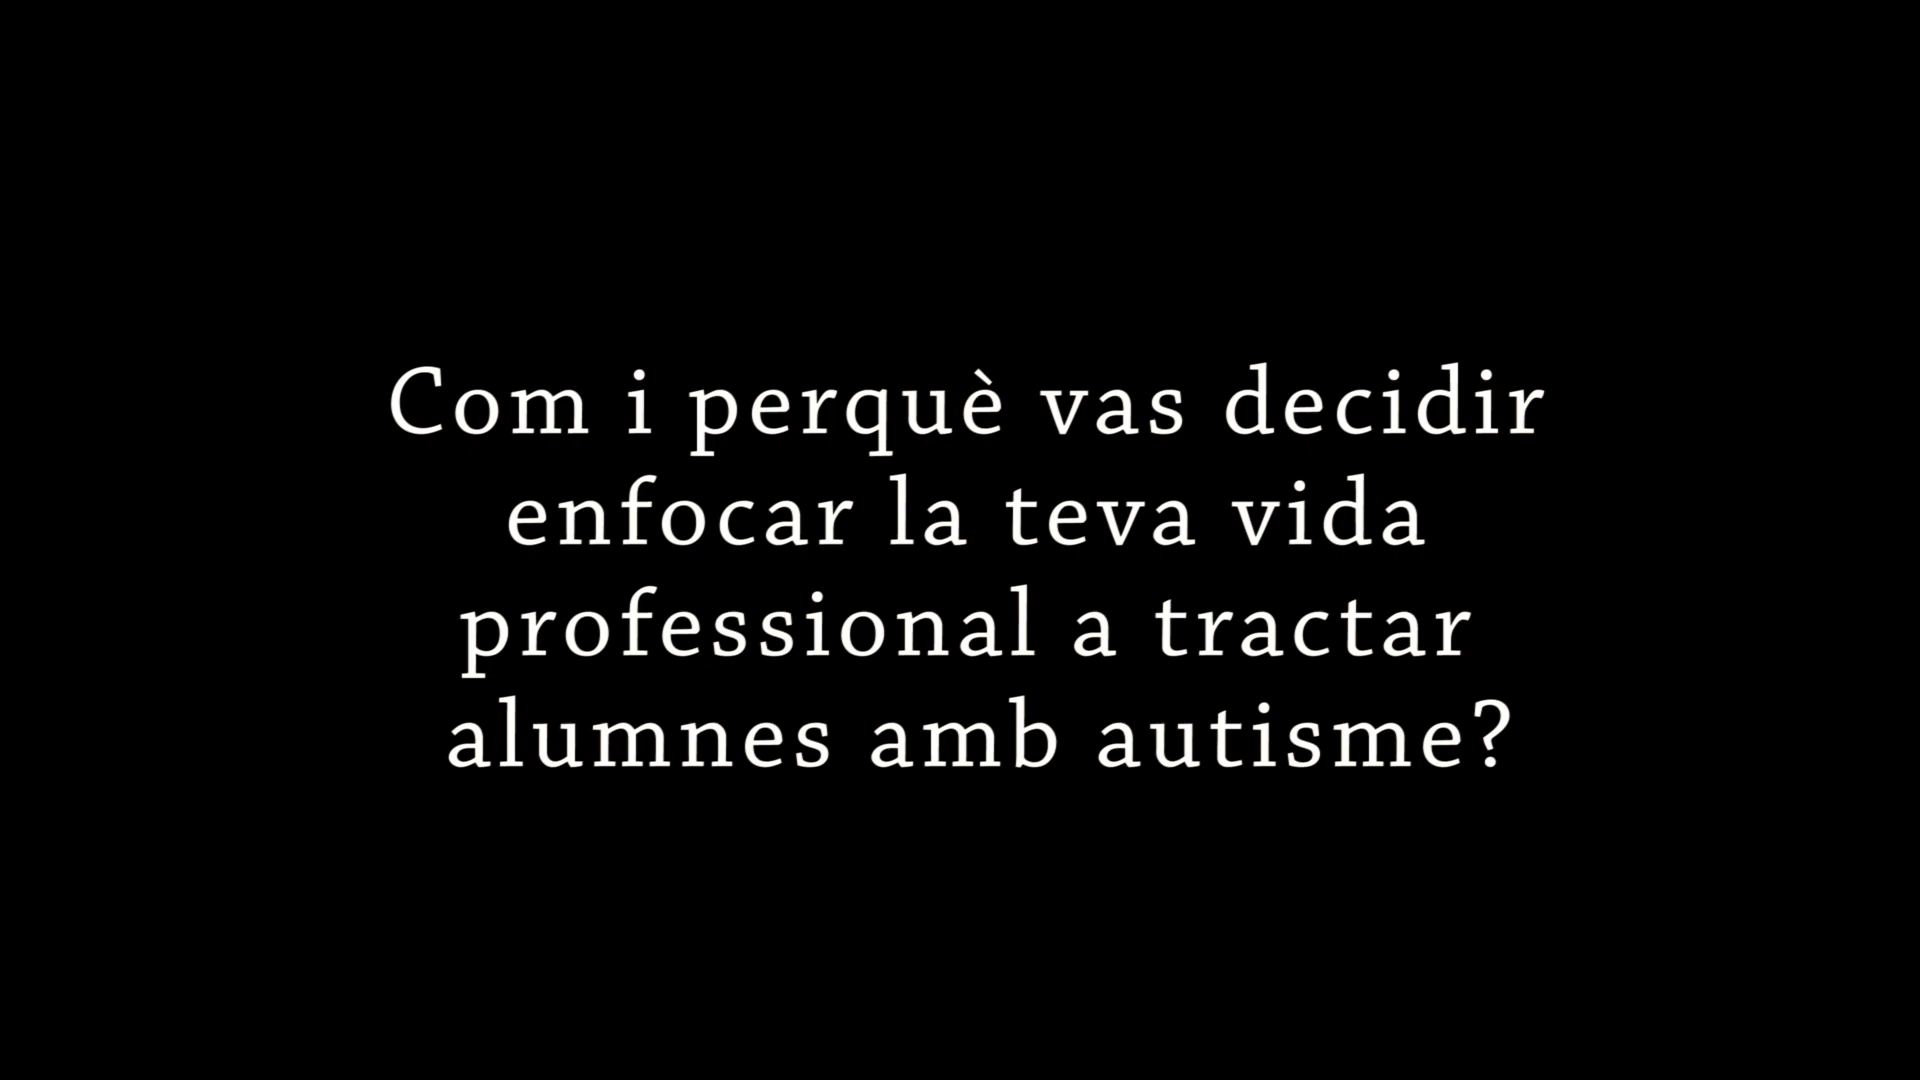 Com i perquè vas decidir
enfocar la teva vida
professional a tractar
alumnes amb autisme?